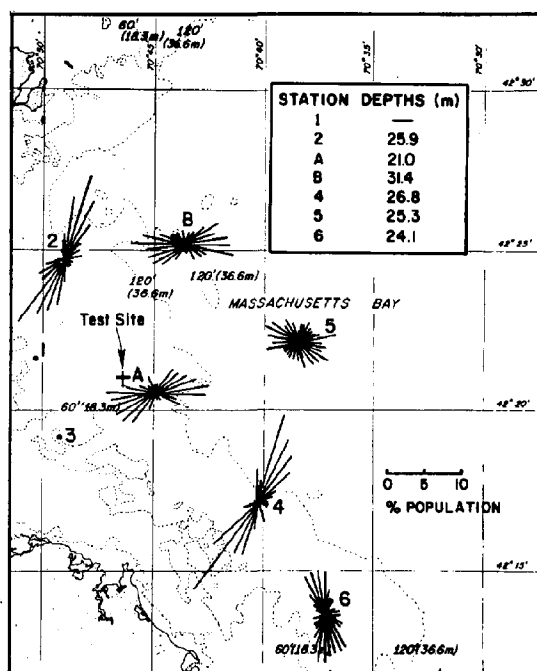 60'
(18.3m)
120'
(36.6m)
70° 50'
70° 45'
70° 40'
70° 35'
70° 30'
42° 30'
STATION DEPTHS (m)
1 —
2 25.9
A 21.0
B 31.4
4 26.8
5 25.3
6 24.1
B
2
42° 25'
120'
(36.6m)
120' (36.6m)
MASSACHUSETTS BAY
Test Site
5
1
A
60' (18.3m)
42° 20'
3
0 5 10
% POPULATION
4
42° 15'
6
60' (18.3m)
120' (36.6m)